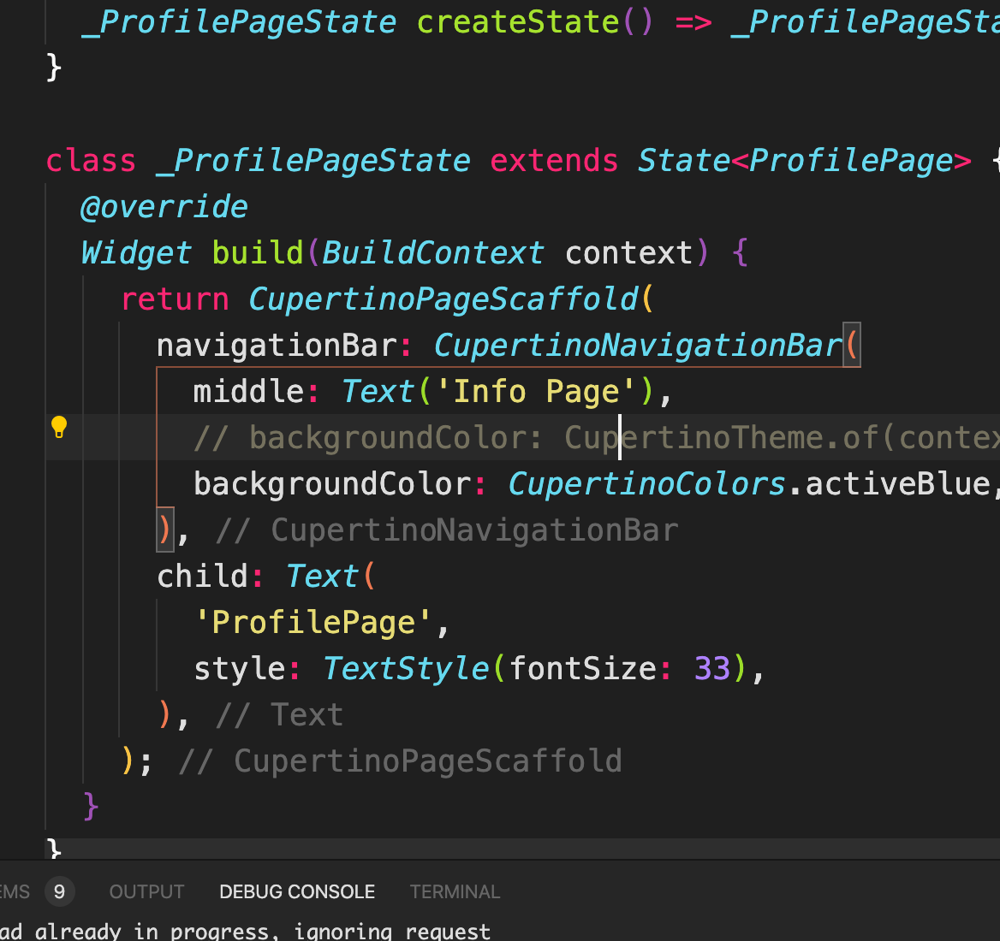 _ProfilePageState createState() => _ProfilePageSta
}
class _ProfilePageState extends State<ProfilePage> {
@override
Widget build(BuildContext context) {
return CupertinoPageScaffold(
navigationBar: CupertinoNavigationBar(
middle: Text('Info Page'),
// backgroundColor: CupertinoTheme.of(contex
backgroundColor: CupertinoColors.activeBlue,
), // CupertinoNavigationBar
child: Text(
'ProfilePage',
style: TextStyle(fontSize: 33),
), // Text
); // CupertinoPageScaffold
}
}
EMS 9 OUTPUT DEBUG CONSOLE TERMINAL
ad already in progress, ignoring request